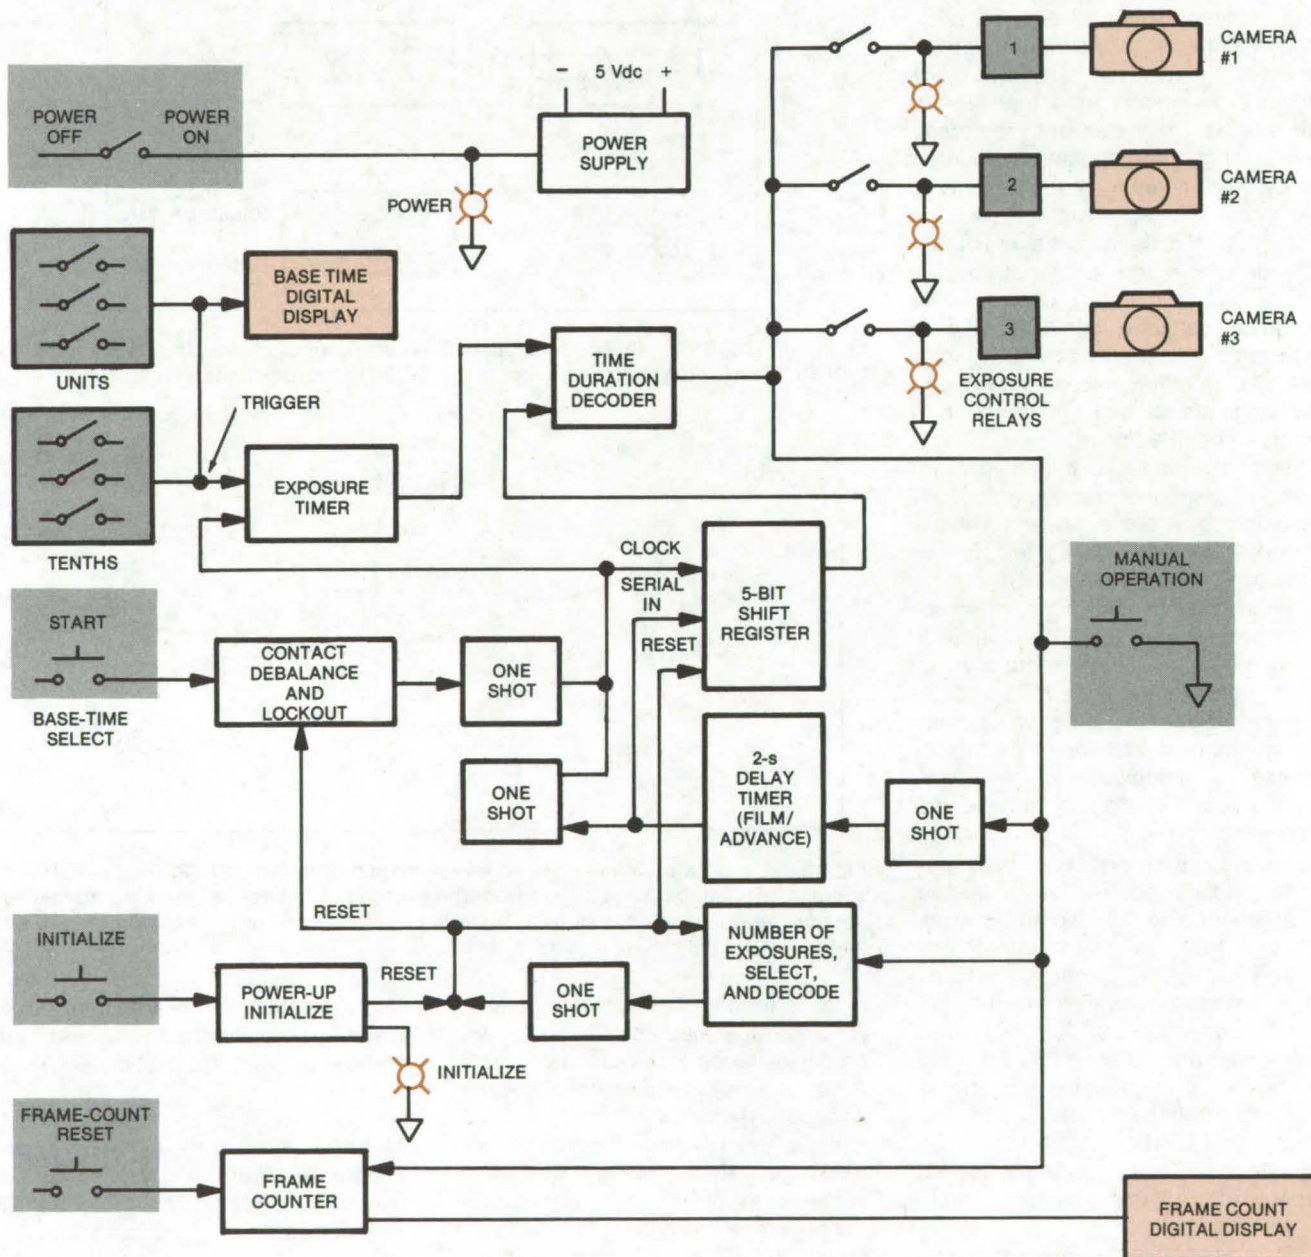 POWER OFF
POWER ON
− 5 Vdc +
POWER SUPPLY
POWER
1
CAMERA #1
2
CAMERA #2
3
CAMERA #3
EXPOSURE CONTROL RELAYS
UNITS
BASE TIME DIGITAL DISPLAY
TIME DURATION DECODER
TRIGGER
TENTHS
EXPOSURE TIMER
CLOCK
SERIAL IN
RESET
5-BIT SHIFT REGISTER
MANUAL OPERATION
START
BASE-TIME SELECT
CONTACT DEBALANCE AND LOCKOUT
ONE SHOT
ONE SHOT
2-s DELAY TIMER (FILM/ ADVANCE)
ONE SHOT
RESET
INITIALIZE
POWER-UP INITIALIZE
RESET
ONE SHOT
NUMBER OF EXPOSURES, SELECT, AND DECODE
INITIALIZE
FRAME-COUNT RESET
FRAME COUNTER
FRAME COUNT DIGITAL DISPLAY